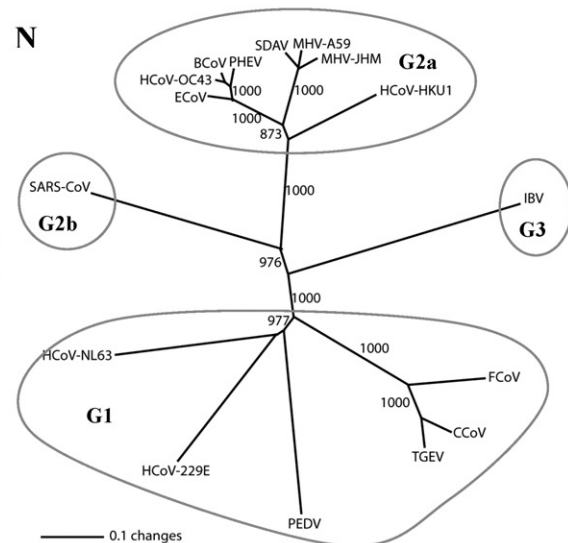 N
SDAV MHV-A59
BCoV PHEV
MHV-JHM
G2a
HCoV-OC43
1000
1000
ECoV
HCoV-HKU1
1000
873
SARS-CoV
1000
IBV
G2b
G3
976
1000
977
HCoV-NL63
1000
FCoV
1000
G1
CCoV
TGEV
HCoV-229E
PEDV
0.1 changes